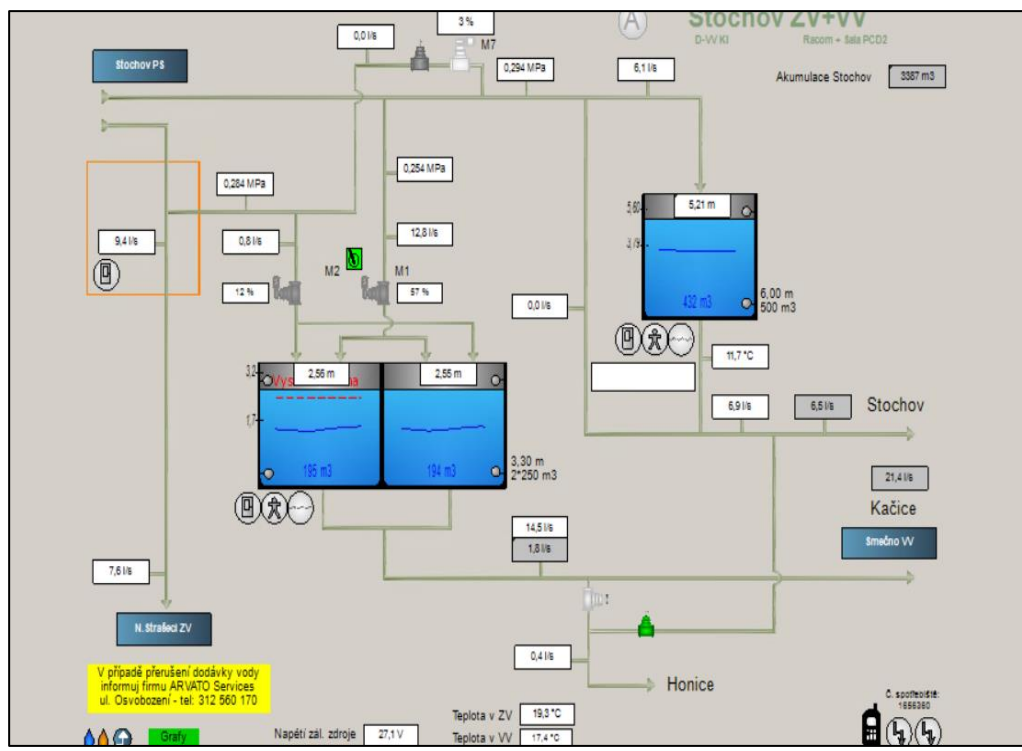 Stochov ZV+VV
D-VV Kl
Racom + Saia PCD2
A
3 %
M7
0,0 l/s
Stochov PS
0,294 MPa
6,1 l/s
Akumulace Stochov
3387 m3
0,254 MPa
0,284 MPa
5,60
5,21 m
3,79
9,4 l/s
0,8 l/s
12,8 l/s
M2
M1
12 %
57 %
432 m3
6,00 m
500 m3
0,0 l/s
11,7 °C
3,2
2,56 m
2,55 m
1,7
6,9 l/s
6,5 l/s
Stochov
195 m3
194 m3
3,30 m
2*250 m3
21,4 l/s
Kačice
14,5 l/s
1,8 l/s
Smečno VV
7,6 l/s
N. Strašecí ZV
0,4 l/s
Honice
V případě přerušení dodávky vody
informuj firmu ARVATO Services
ul. Osvobození - tel: 312 560 170
Č. spotřebiště:
1656360
Grafy
Napětí zál. zdroje
27,1 V
Teplota v ZV
19,3 °C
Teplota v VV
17,4 °C